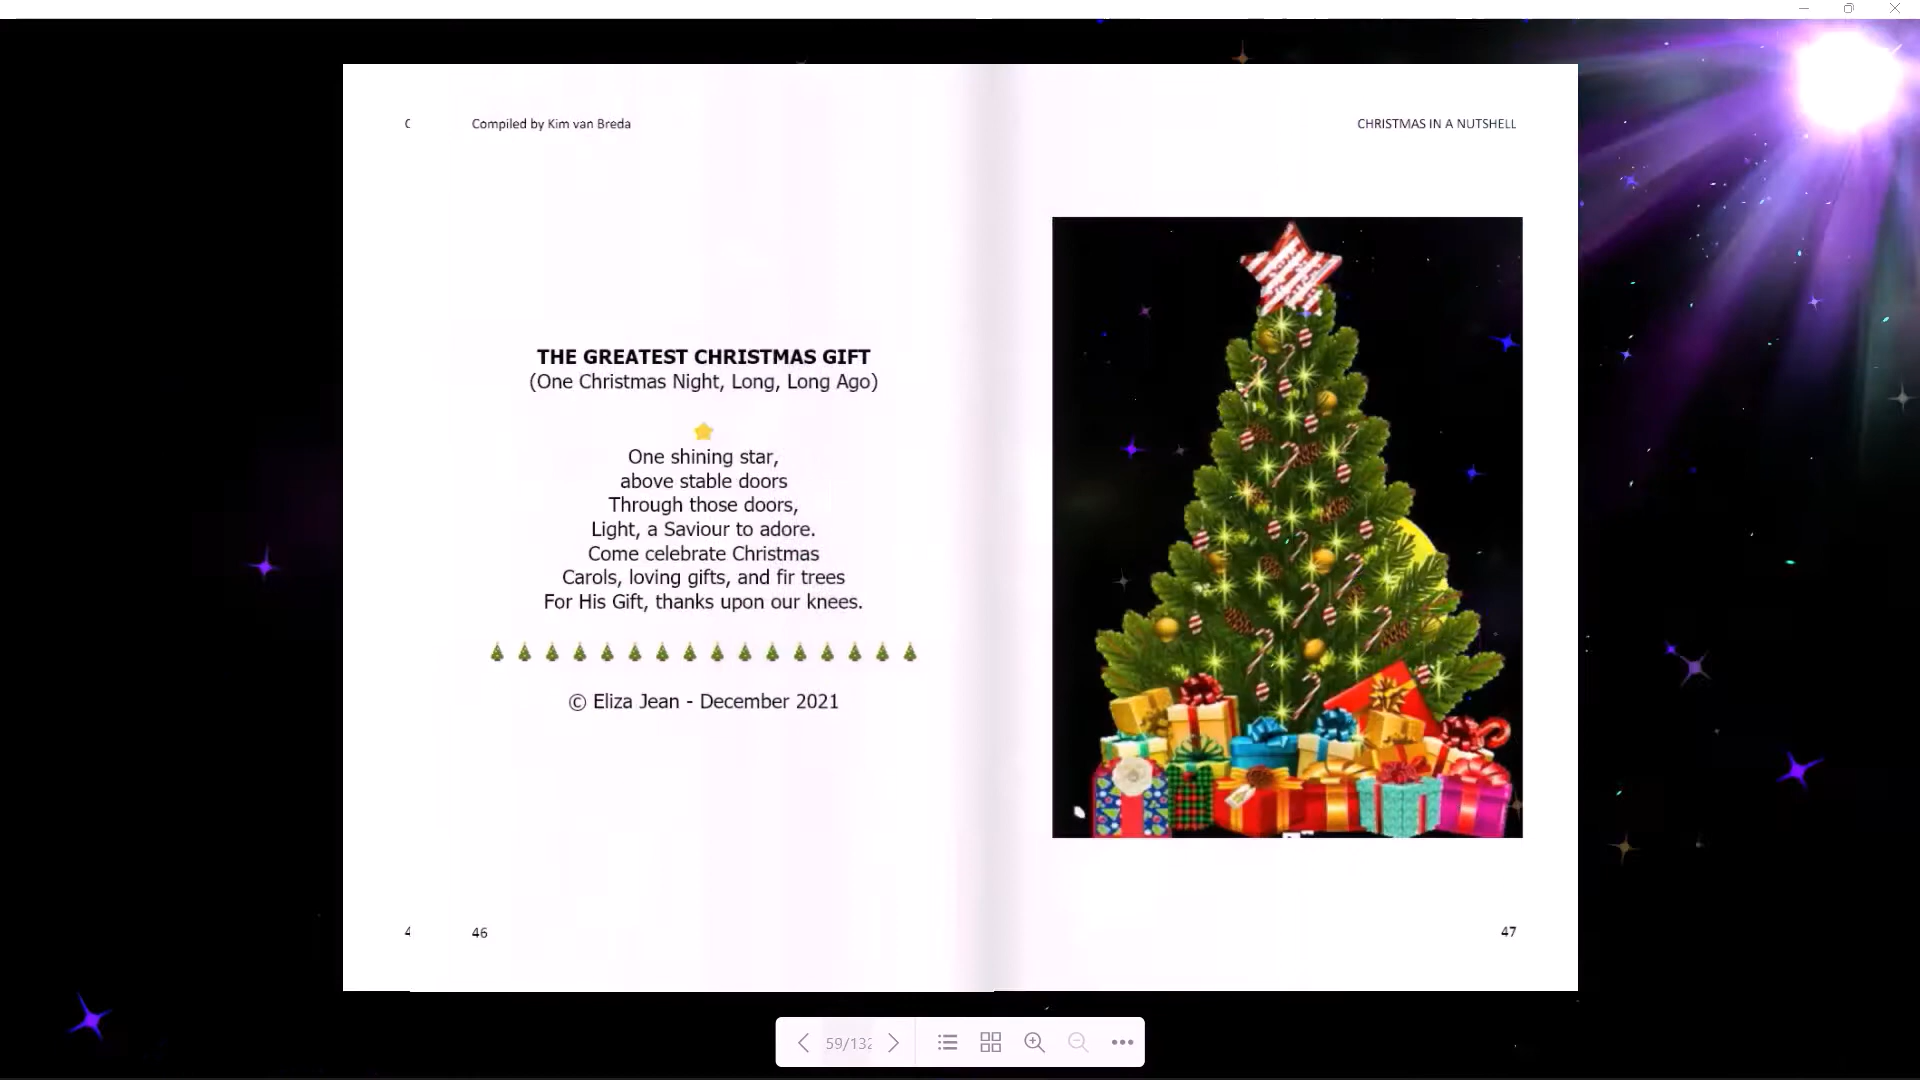 C
Compiled by Kim van Breda
CHRISTMAS IN A NUTSHELL
THE GREATEST CHRISTMAS GIFT
(One Christmas Night, Long, Long Ago)
One shining star,
above stable doors
Through those doors,
Light, a Saviour to adore.
Come celebrate Christmas
Carols, loving gifts, and fir trees
For His Gift, thanks upon our knees.
© Eliza Jean - December 2021
4
46
47
59/132